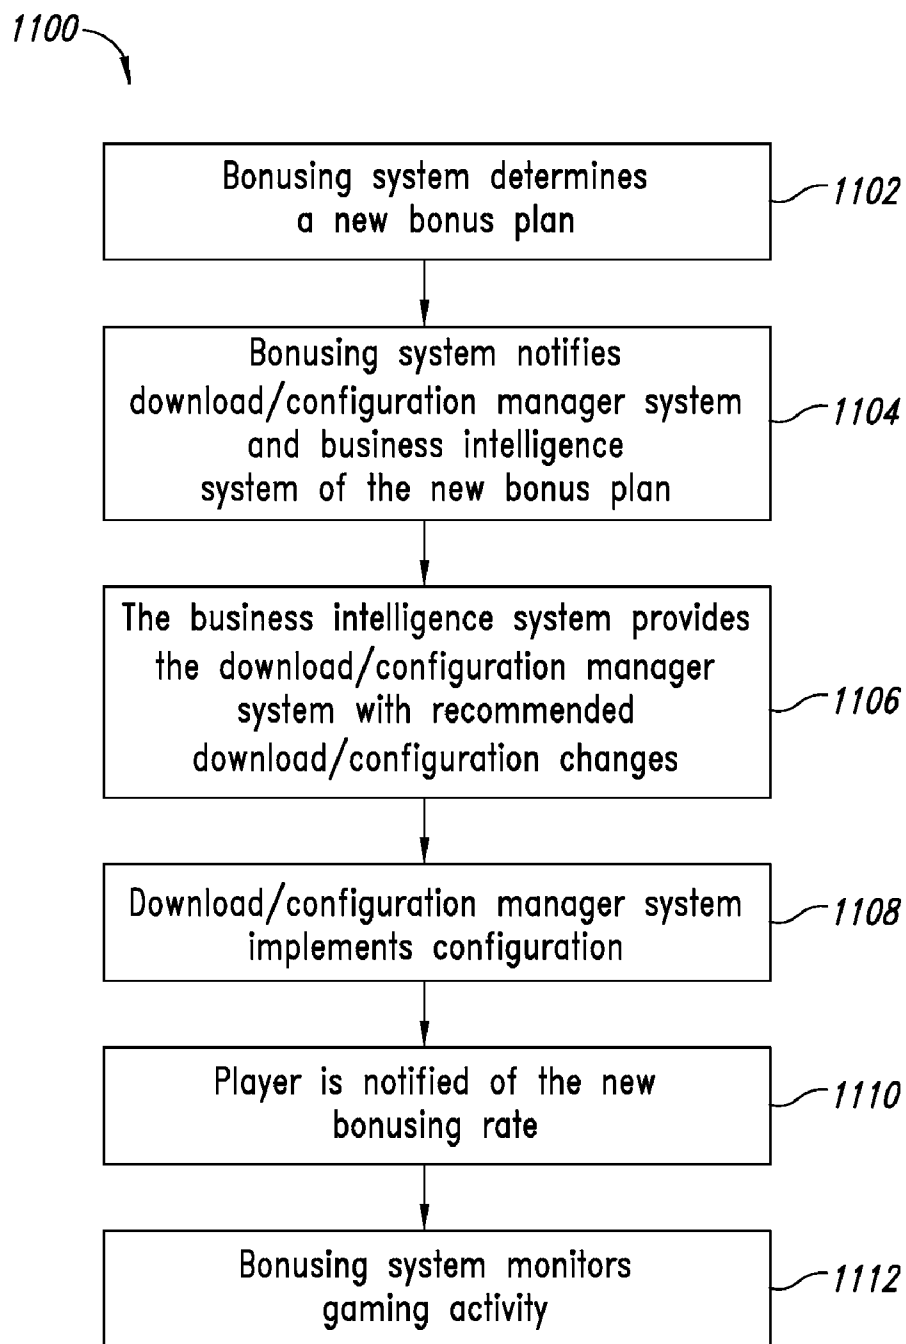 1100
Bonusing system determines
a new bonus plan
1102
Bonusing system notifies
download/configuration manager system
and business intelligence
system of the new bonus plan
1104
The business intelligence system provides
the download/configuration manager
system with recommended
download/configuration changes
1106
Download/configuration manager system
implements configuration
1108
Player is notified of the new
bonusing rate
1110
Bonusing system monitors
gaming activity
1112